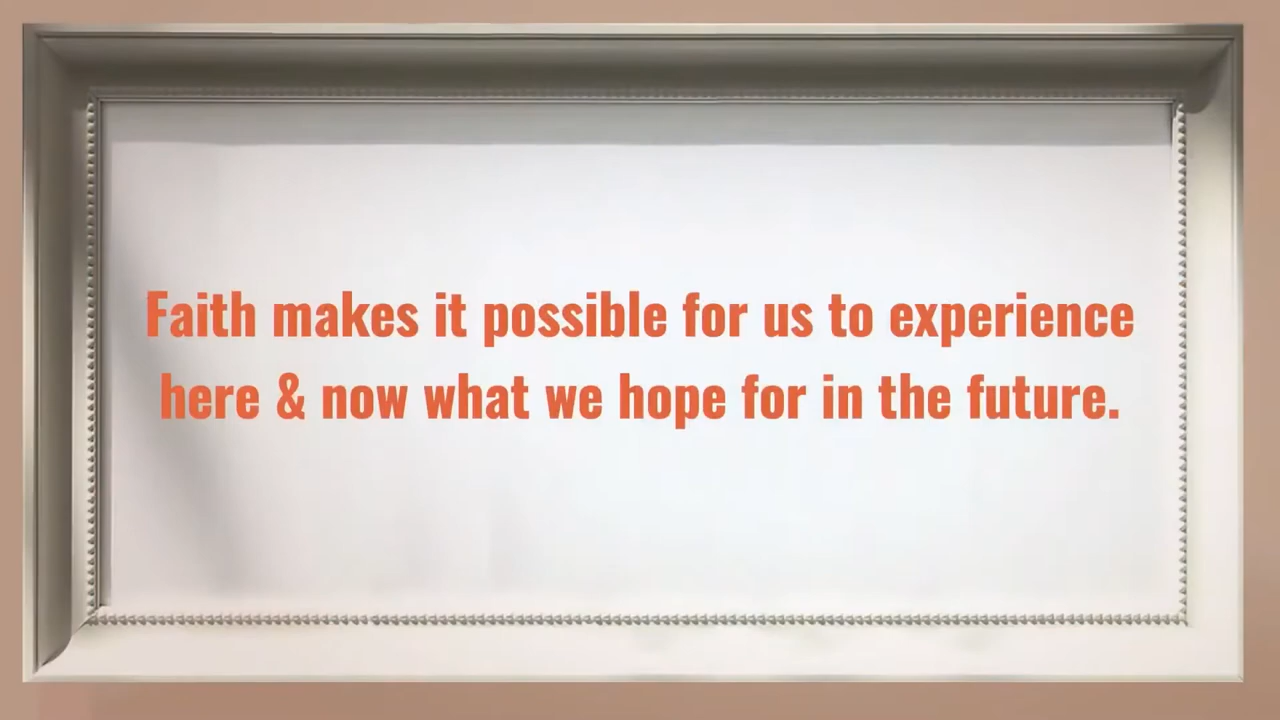 Faith makes it possible for us to experience
here & now what we hope for in the future.